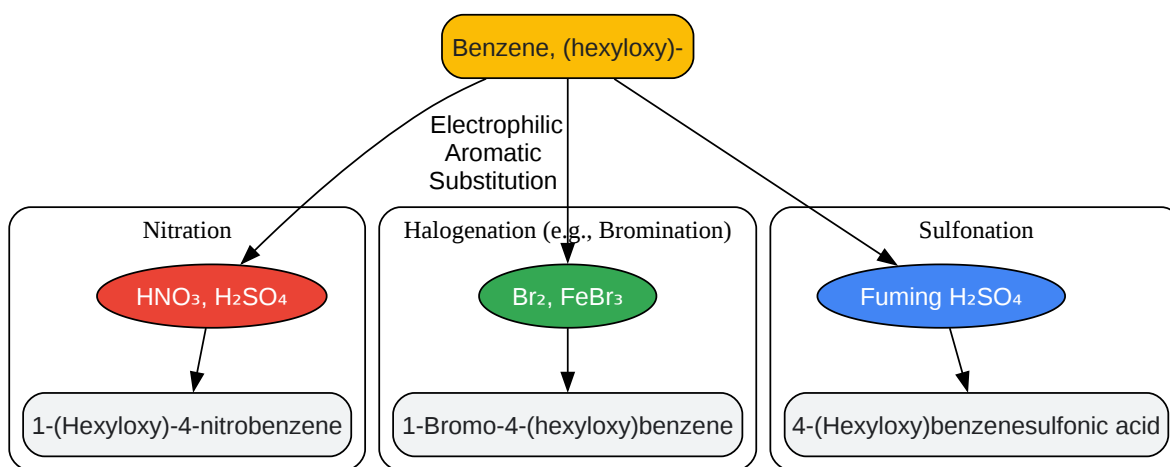 Benzene, (hexyloxy)-
Electrophilic
Aromatic
Substitution
Nitration
Halogenation (e.g., Bromination)
Sulfonation
HNO₃, H₂SO₄
Br₂, FeBr₃
Fuming H₂SO₄
1-(Hexyloxy)-4-nitrobenzene
1-Bromo-4-(hexyloxy)benzene
4-(Hexyloxy)benzenesulfonic acid